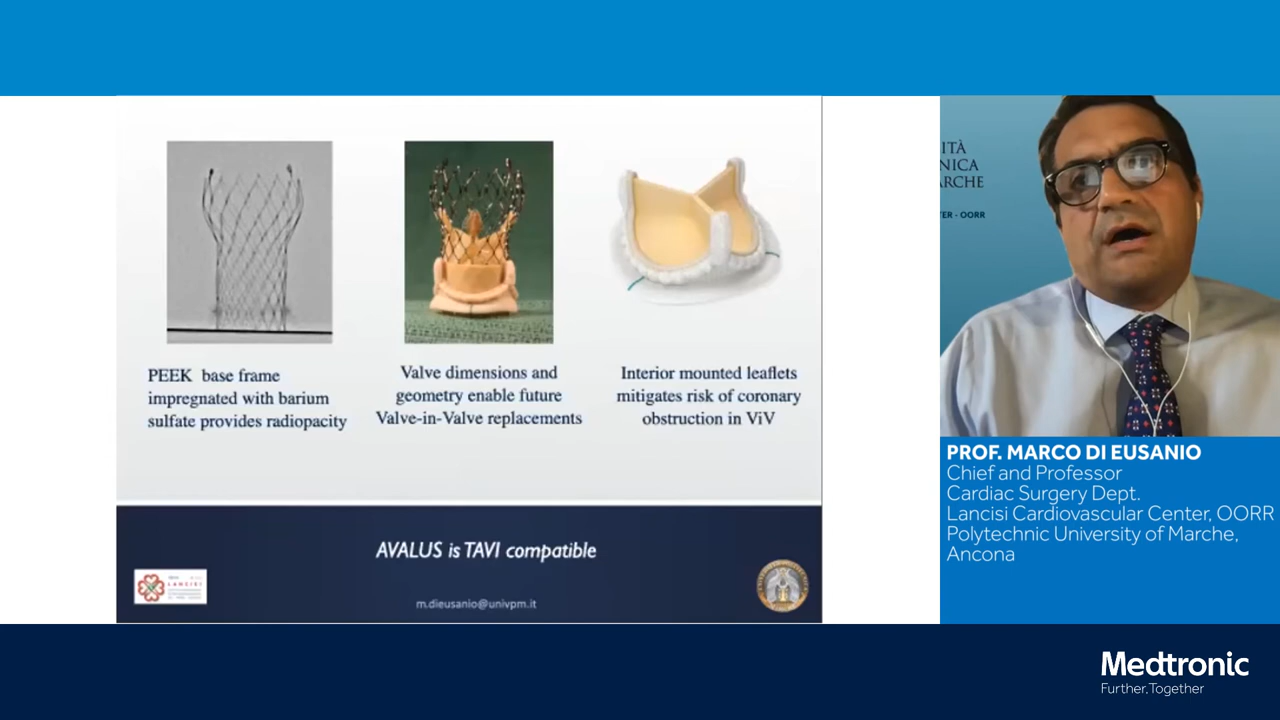 PEEK base frame
impregnated with barium
sulfate provides radiopacity
Valve dimensions and
geometry enable future
Valve-in-Valve replacements
Interior mounted leaflets
mitigates risk of coronary
obstruction in ViV
AVALUS is TAVI compatible
LANCISI
m.dieusanio@univpm.it
ITÀ
NICA
ARCHE
ER - OORR
PROF. MARCO DI EUSANIO
Chief and Professor
Cardiac Surgery Dept.
Lancisi Cardiovascular Center, OORR
Polytechnic University of Marche,
Ancona
Medtronic
Further, Together